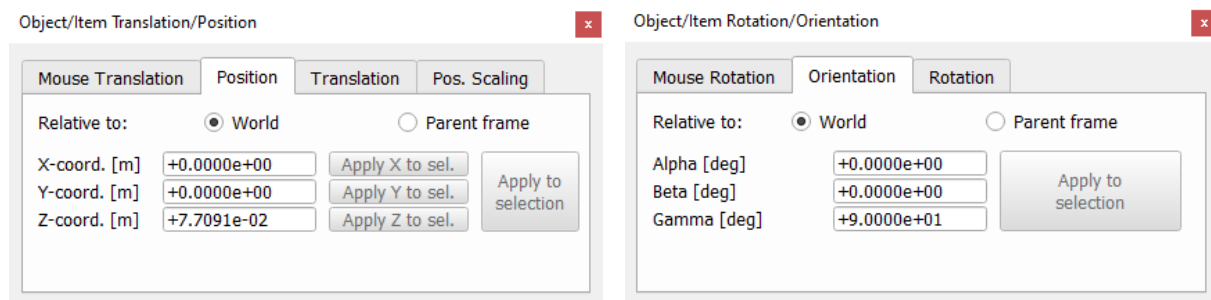 Object/Item Translation/Position
x
Mouse Translation Position Translation Pos. Scaling
Relative to: World Parent frame
X-coord. [m] +0.0000e+00 Apply X to sel.
Y-coord. [m] +0.0000e+00 Apply Y to sel.
Z-coord. [m] +7.7091e-02 Apply Z to sel.
Apply to
selection
Object/Item Rotation/Orientation
x
Mouse Rotation Orientation Rotation
Relative to: World Parent frame
Alpha [deg] +0.0000e+00
Beta [deg] +0.0000e+00
Gamma [deg] +9.0000e+01
Apply to
selection